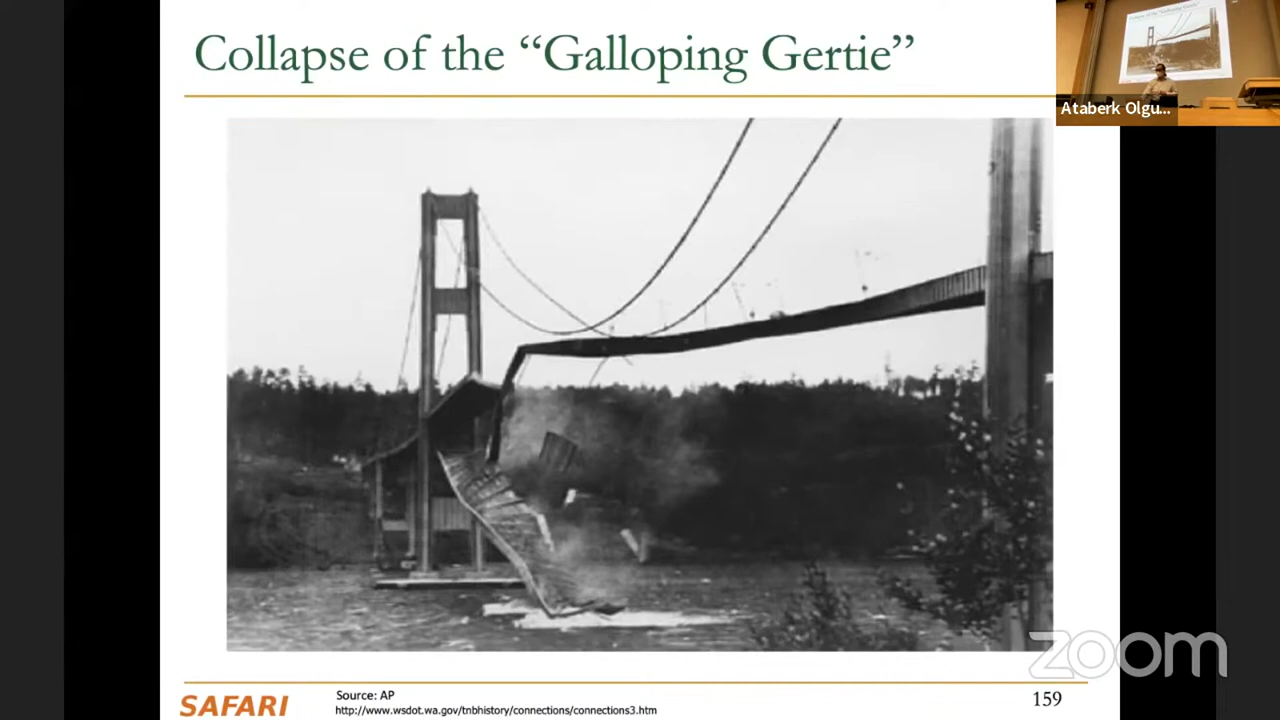 Collapse of the “Galloping Gertie”
Ataberk Olgu...
zoom
SAFARI
Source: AP
http://www.wsdot.wa.gov/tnbhistory/connections/connections3.htm
159